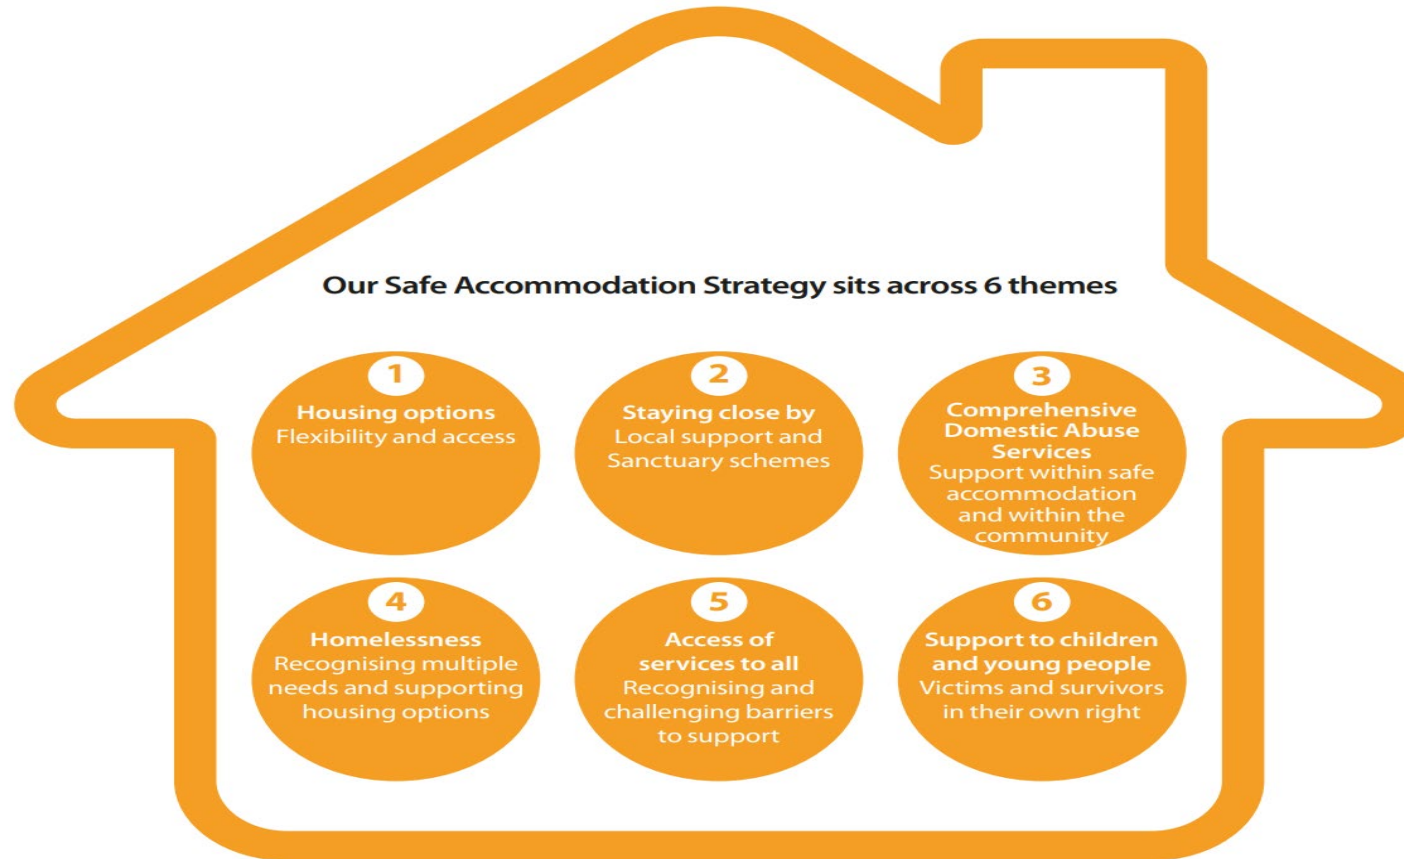 Our Safe Accommodation Strategy sits across 6 themes
1
Housing options
Flexibility and access
2
Staying close by
Local support and
Sanctuary schemes
3
Comprehensive
Domestic Abuse
Services
Support within safe
accommodation
and within the
community
4
Homelessness
Recognising multiple
needs and supporting
housing options
5
Access of
services to all
Recognising and
challenging barriers
to support
6
Support to children
and young people
Victims and survivors
in their own right